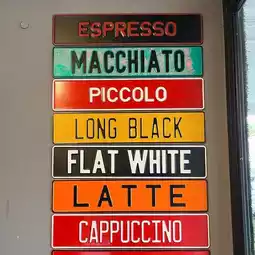 ESPRESSO
MACCHIATO
PICCOLO
LONG BLACK
FLAT WHITE
LATTE
CAPPUCCINO